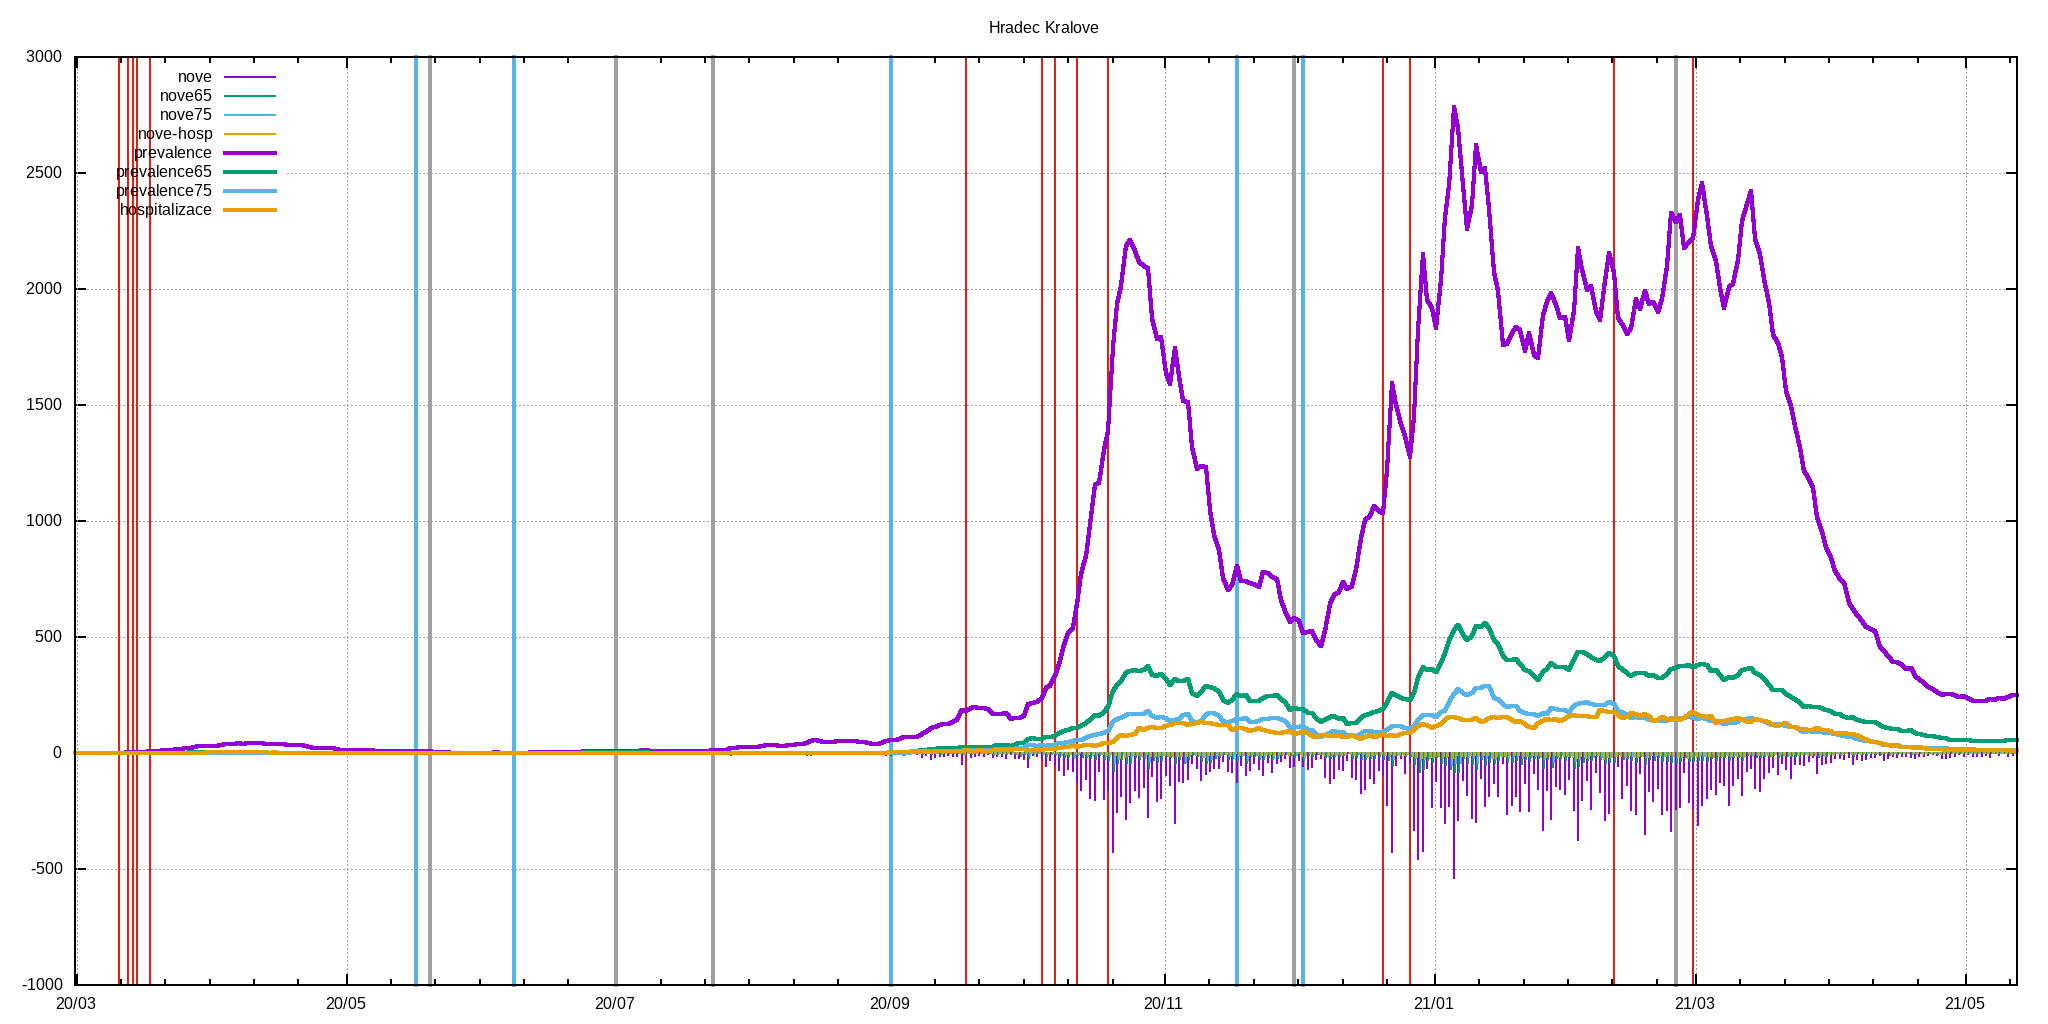 Hradec Kralove
3000
2500
2000
1500
1000
500
0
-500
-1000
nove
nove65
nove75
nove-hosp
prevalence
prevalence65
prevalence75
hospitalizace
20/03 20/05 20/07 20/09 20/11 21/01 21/03 21/05